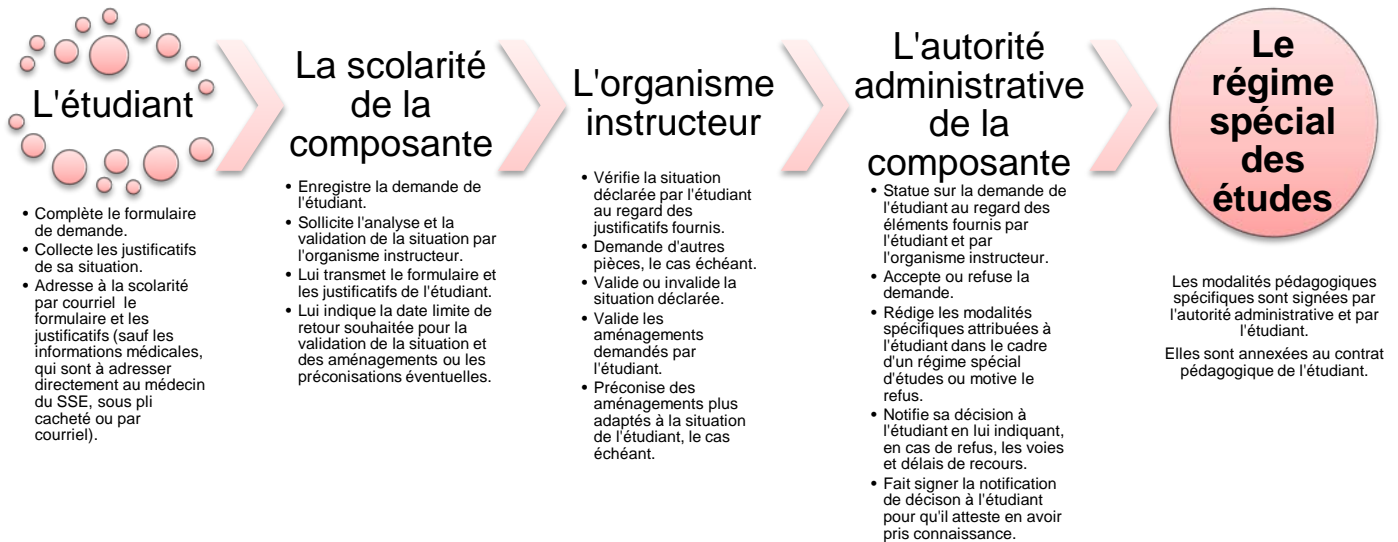 L'étudiant
• Complète le formulaire
de demande.
• Collecte les justificatifs
de sa situation.
• Adresse à la scolarité
par courriel le
formulaire et les
justificatifs (sauf les
informations médicales,
qui sont à adresser
directement au médecin
du SSE, sous pli
cacheté ou par
courriel).
La scolarité
de la
composante
• Enregistre la demande de
l'étudiant.
• Sollicite l'analyse et la
validation de la situation par
l'organisme instructeur.
• Lui transmet le formulaire et
les justificatifs de l'étudiant.
• Lui indique la date limite de
retour souhaitée pour la
validation de la situation et
des aménagements ou les
préconisations éventuelles.
L'organisme
instructeur
• Vérifie la situation
déclarée par l'étudiant
au regard des
justificatifs fournis.
• Demande d'autres
pièces, le cas échéant.
• Valide ou invalide la
situation déclarée.
• Valide les
aménagements
demandés par
l'étudiant.
• Préconise des
aménagements plus
adaptés à la situation
de l'étudiant, le cas
échéant.
L'autorité
administrative
de la
composante
• Statue sur la demande de
l'étudiant au regard des
éléments fournis par
l'étudiant et par
l'organisme instructeur.
• Accepte ou refuse la
demande.
• Rédige les modalités
spécifiques attribuées à
l'étudiant dans le cadre
d'un régime spécial
d'études ou motive le
refus.
• Notifie sa décision à
l'étudiant en lui indiquant,
en cas de refus, les voies
et délais de recours.
• Fait signer la notification
de décison à l'étudiant
pour qu'il atteste en avoir
pris connaissance.
Le
régime
spécial
des
études
Les modalités pédagogiques
spécifiques sont signées par
l'autorité administrative et par
l'étudiant.
Elles sont annexées au contrat
pédagogique de l'étudiant.